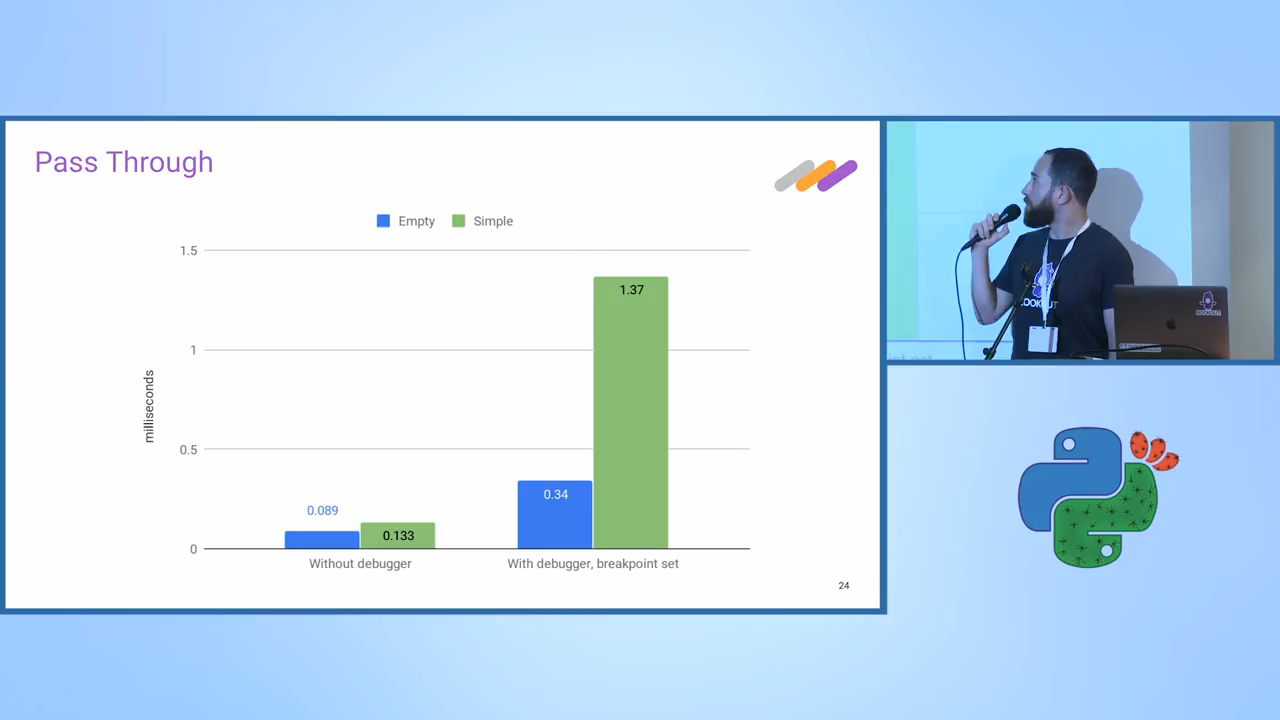 Pass Through
Empty Simple
1.5
1
0.5
0
milliseconds
0.089
0.133
0.34
1.37
Without debugger
With debugger, breakpoint set
24
ROOKOUT